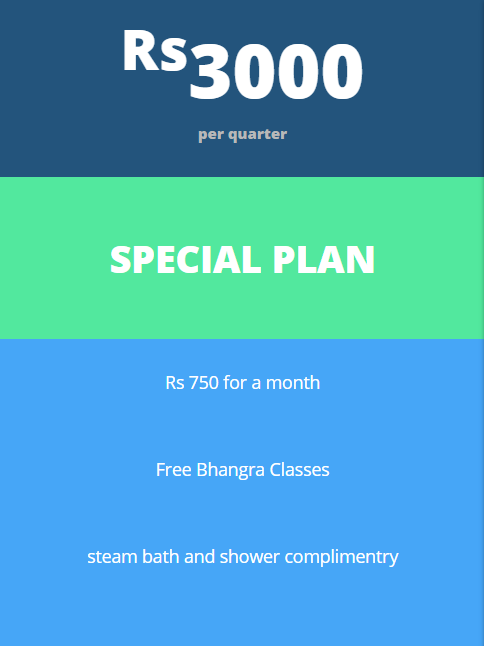 Rs3000
per quarter
SPECIAL PLAN
Rs 750 for a month
Free Bhangra Classes
steam bath and shower complimentry